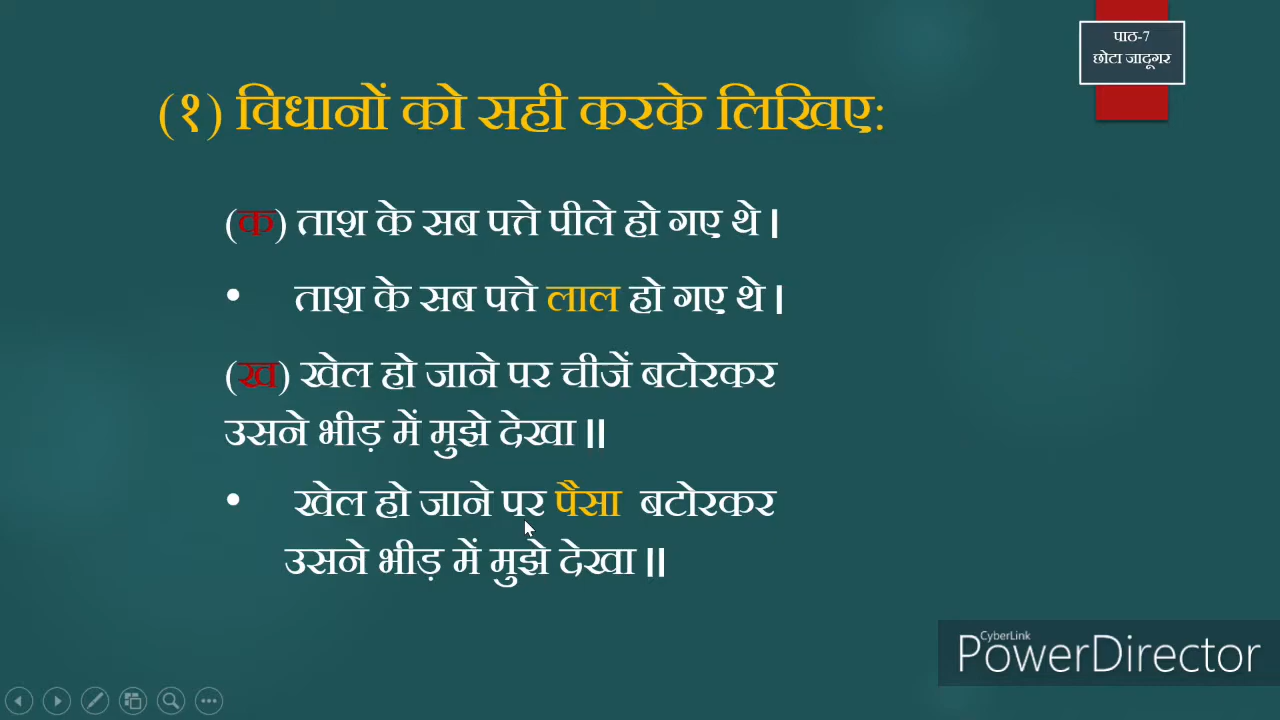 पाठ-7
छोटा जादूगर
(१) विधानों को सही करके लिखिए:
(क) ताश के सब पत्ते पीले हो गए थे।
• ताश के सब पत्ते लाल हो गए थे।
(ख) खेल हो जाने पर चीजें बटोरकर
उसने भीड़ में मुझे देखा॥
• खेल हो जाने पर पैसा बटोरकर
उसने भीड़ में मुझे देखा॥
CyberLink
PowerDirector